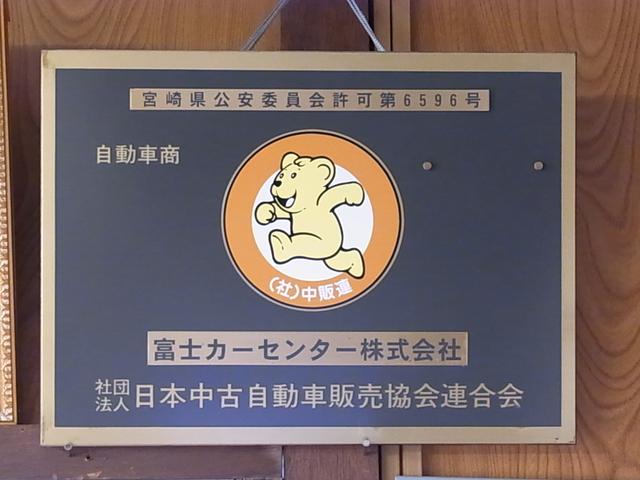 宮崎県公安委員会許可第6596号
自動車商
(社)中販連
富士カーセンター株式会社
社団法人日本中古自動車販売協会連合会